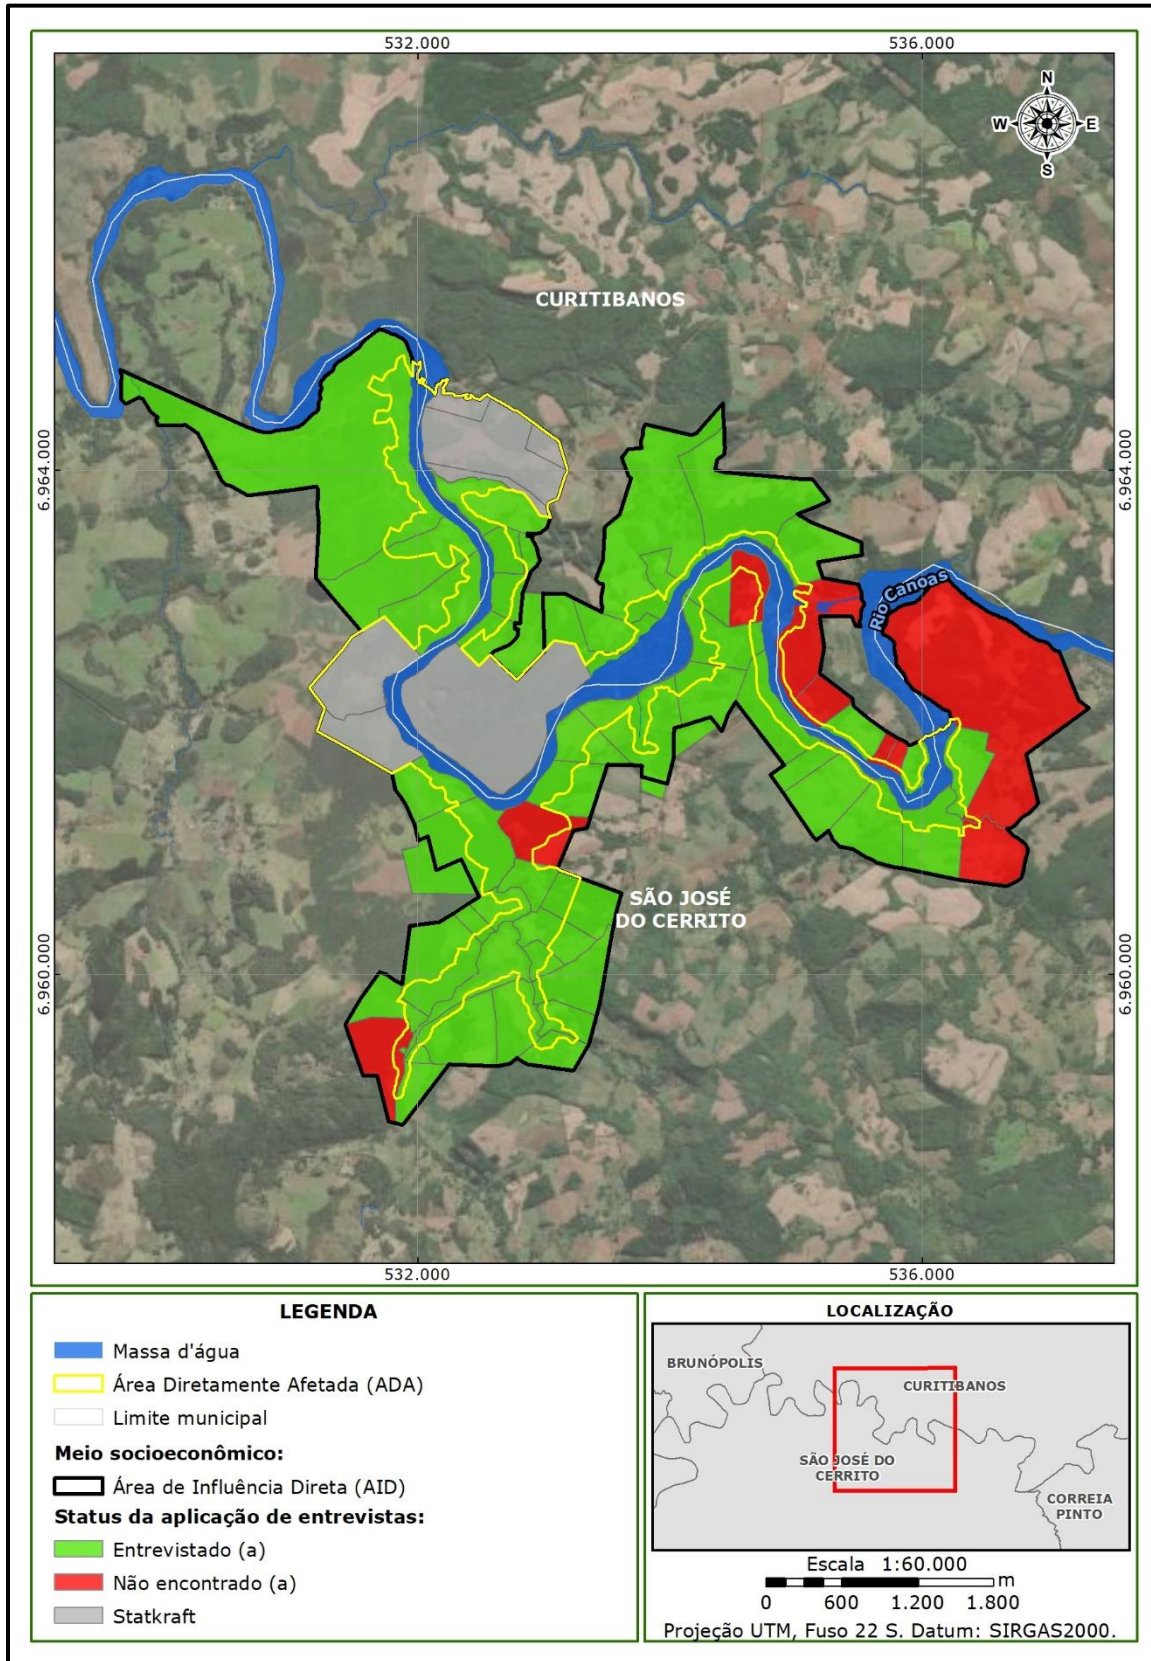 532.000
536.000
N
W
E
S
CURITIBANOS
6.964.000
6.964.000
Rio Canoas
SÃO JOSÉ
DO CERRITO
6.960.000
6.960.000
532.000
536.000
LEGENDA
Massa d'água
Área Diretamente Afetada (ADA)
Limite municipal
Meio socioeconômico:
Área de Influência Direta (AID)
Status da aplicação de entrevistas:
Entrevistado (a)
Não encontrado (a)
Statkraft
LOCALIZAÇÃO
BRUNÓPOLIS
CURITIBANOS
SÃO JOSÉ DO
CERRITO
CORREIA
PINTO
Escala 1:60.000
m
0 600 1.200 1.800
Projeção UTM, Fuso 22 S. Datum: SIRGAS2000.